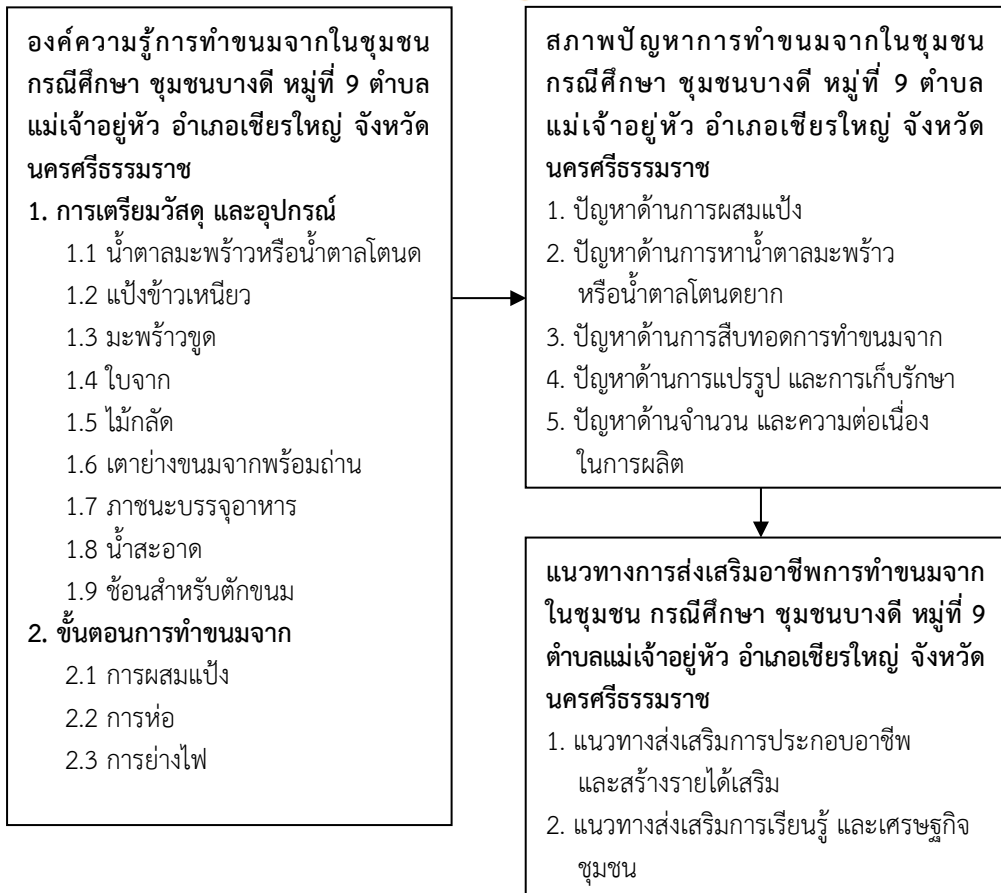 องค์ความรู้การทำขนมจากในชุมชน
กรณีศึกษา ชุมชนบางดี หมู่ที่ 9 ตำบล
แม่เจ้าอยู่หัว อำเภอเชียรใหญ่ จังหวัด
นครศรีธรรมราช
1. การเตรียมวัสดุ และอุปกรณ์
1.1 น้ำตาลมะพร้าวหรือน้ำตาลโตนด
1.2 แป้งข้าวเหนียว
1.3 มะพร้าวขูด
1.4 ใบจาก
1.5 ไม้กลัด
1.6 เตาย่างขนมจากพร้อมถ่าน
1.7 ภาชนะบรรจุอาหาร
1.8 น้ำสะอาด
1.9 ช้อนสำหรับตักขนม
2. ขั้นตอนการทำขนมจาก
2.1 การผสมแป้ง
2.2 การห่อ
2.3 การย่างไฟ
สภาพปัญหาการทำขนมจากในชุมชน
กรณีศึกษา ชุมชนบางดี หมู่ที่ 9 ตำบล
แม่เจ้าอยู่หัว อำเภอเชียรใหญ่ จังหวัด
นครศรีธรรมราช
1. ปัญหาด้านการผสมแป้ง
2. ปัญหาด้านการหาน้ำตาลมะพร้าว
หรือน้ำตาลโตนดยาก
3. ปัญหาด้านการสืบทอดการทำขนมจาก
4. ปัญหาด้านการแปรรูป และการเก็บรักษา
5. ปัญหาด้านจำนวน และความต่อเนื่อง
ในการผลิต
แนวทางการส่งเสริมอาชีพการทำขนมจาก
ในชุมชน กรณีศึกษา ชุมชนบางดี หมู่ที่ 9
ตำบลแม่เจ้าอยู่หัว อำเภอเชียรใหญ่ จังหวัด
นครศรีธรรมราช
1. แนวทางส่งเสริมการประกอบอาชีพ
และสร้างรายได้เสริม
2. แนวทางส่งเสริมการเรียนรู้ และเศรษฐกิจ
ชุมชน